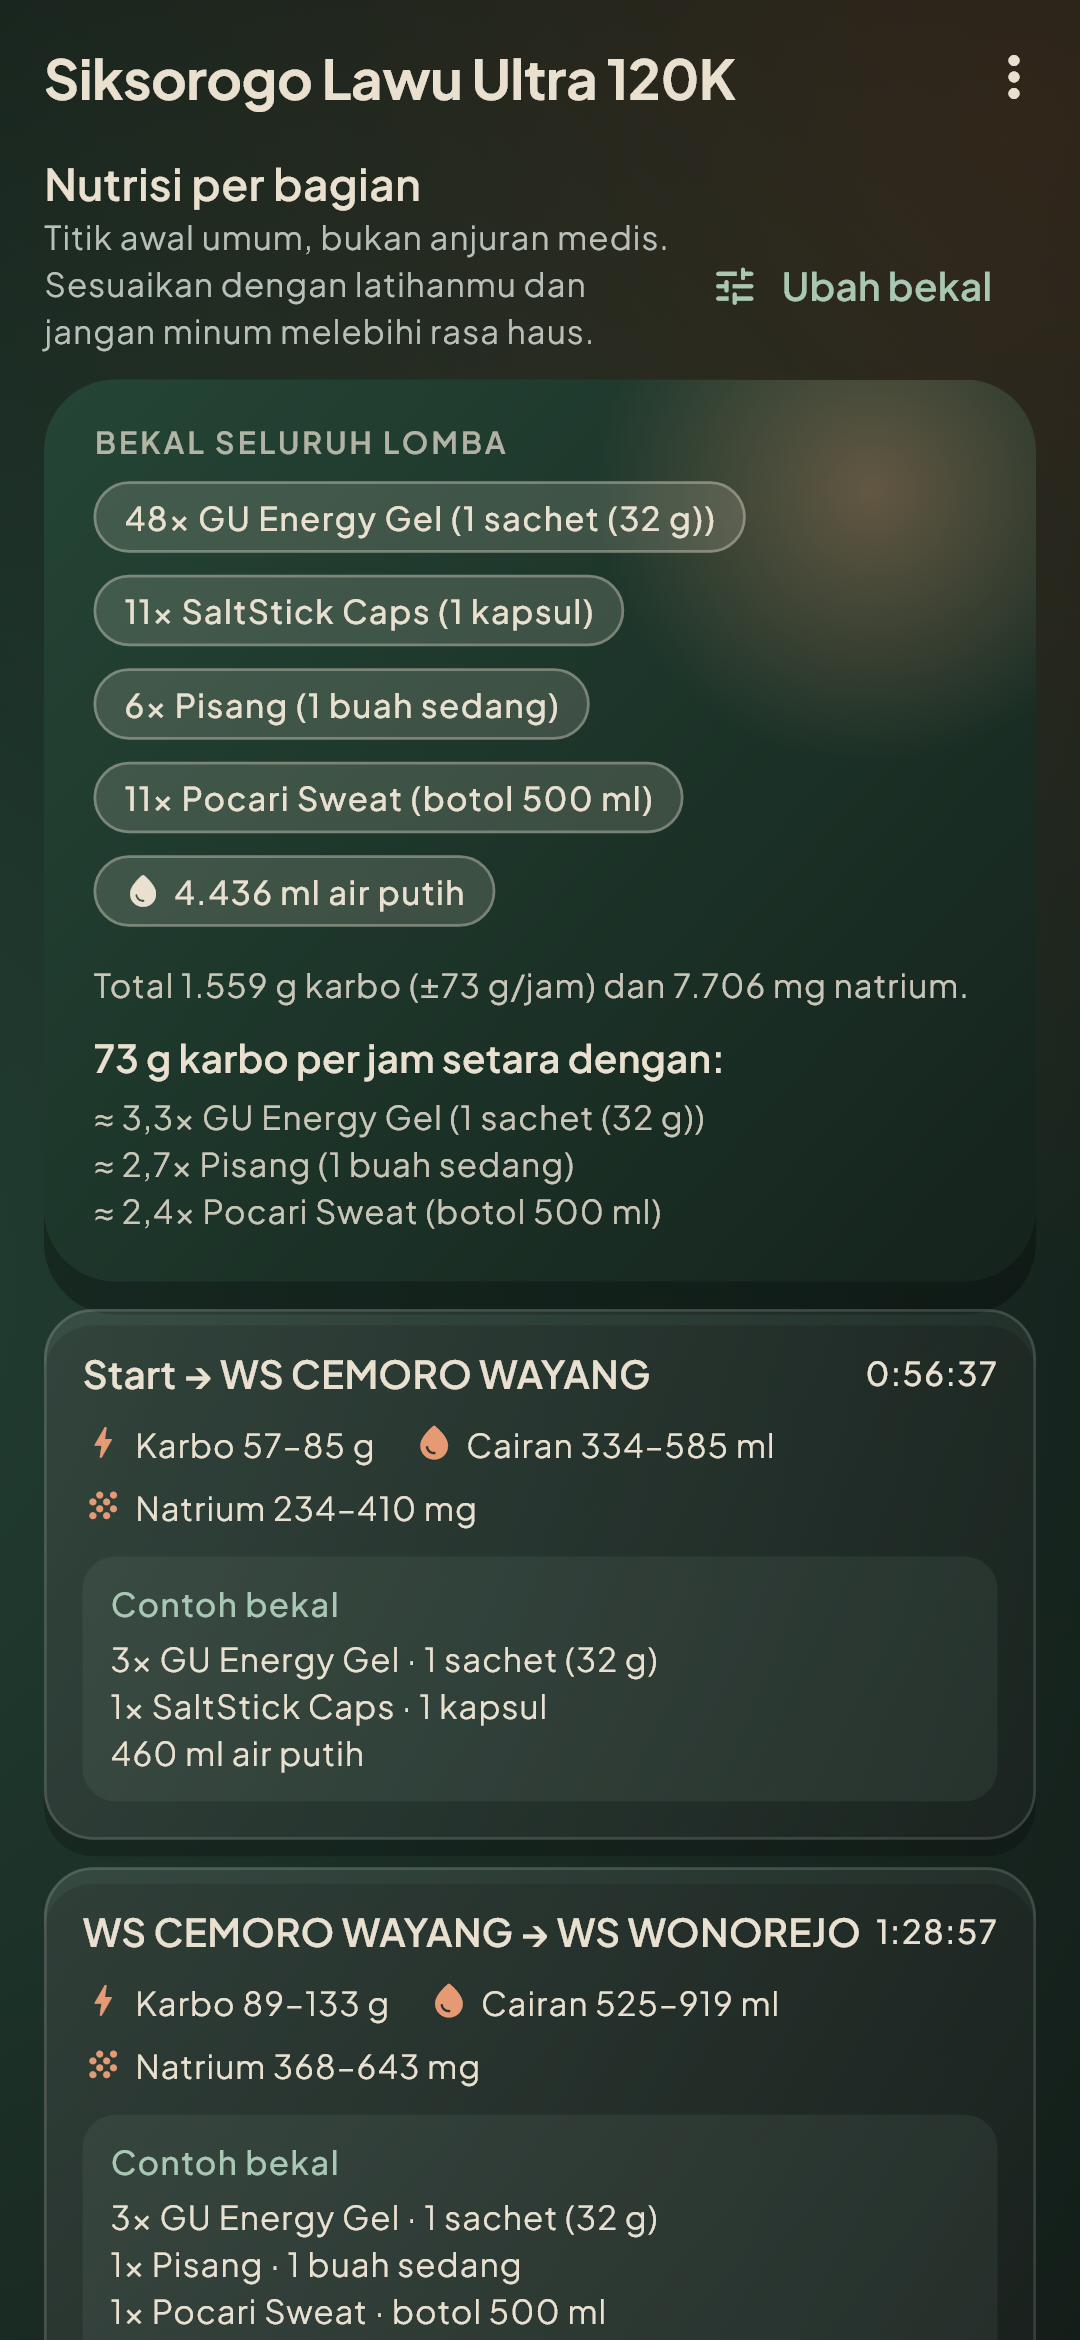 Siksorogo Lawu Ultra 120K
Nutrisi per bagian
Titik awal umum, bukan anjuran medis.
Sesuaikan dengan latihanmu dan
jangan minum melebihi rasa haus.
Ubah bekal
BEKAL SELURUH LOMBA
48× GU Energy Gel (1 sachet (32 g))
11× SaltStick Caps (1 kapsul)
6× Pisang (1 buah sedang)
11× Pocari Sweat (botol 500 ml)
4.436 ml air putih
Total 1.559 g karbo (±73 g/jam) dan 7.706 mg natrium.
73 g karbo per jam setara dengan:
≈ 3,3× GU Energy Gel (1 sachet (32 g))
≈ 2,7× Pisang (1 buah sedang)
≈ 2,4× Pocari Sweat (botol 500 ml)
Start → WS CEMORO WAYANG 0:56:37
Karbo 57–85 g Cairan 334–585 ml
Natrium 234–410 mg
Contoh bekal
3× GU Energy Gel · 1 sachet (32 g)
1× SaltStick Caps · 1 kapsul
460 ml air putih
WS CEMORO WAYANG → WS WONOREJO 1:28:57
Karbo 89–133 g Cairan 525–919 ml
Natrium 368–643 mg
Contoh bekal
3× GU Energy Gel · 1 sachet (32 g)
1× Pisang · 1 buah sedang
1× Pocari Sweat · botol 500 ml